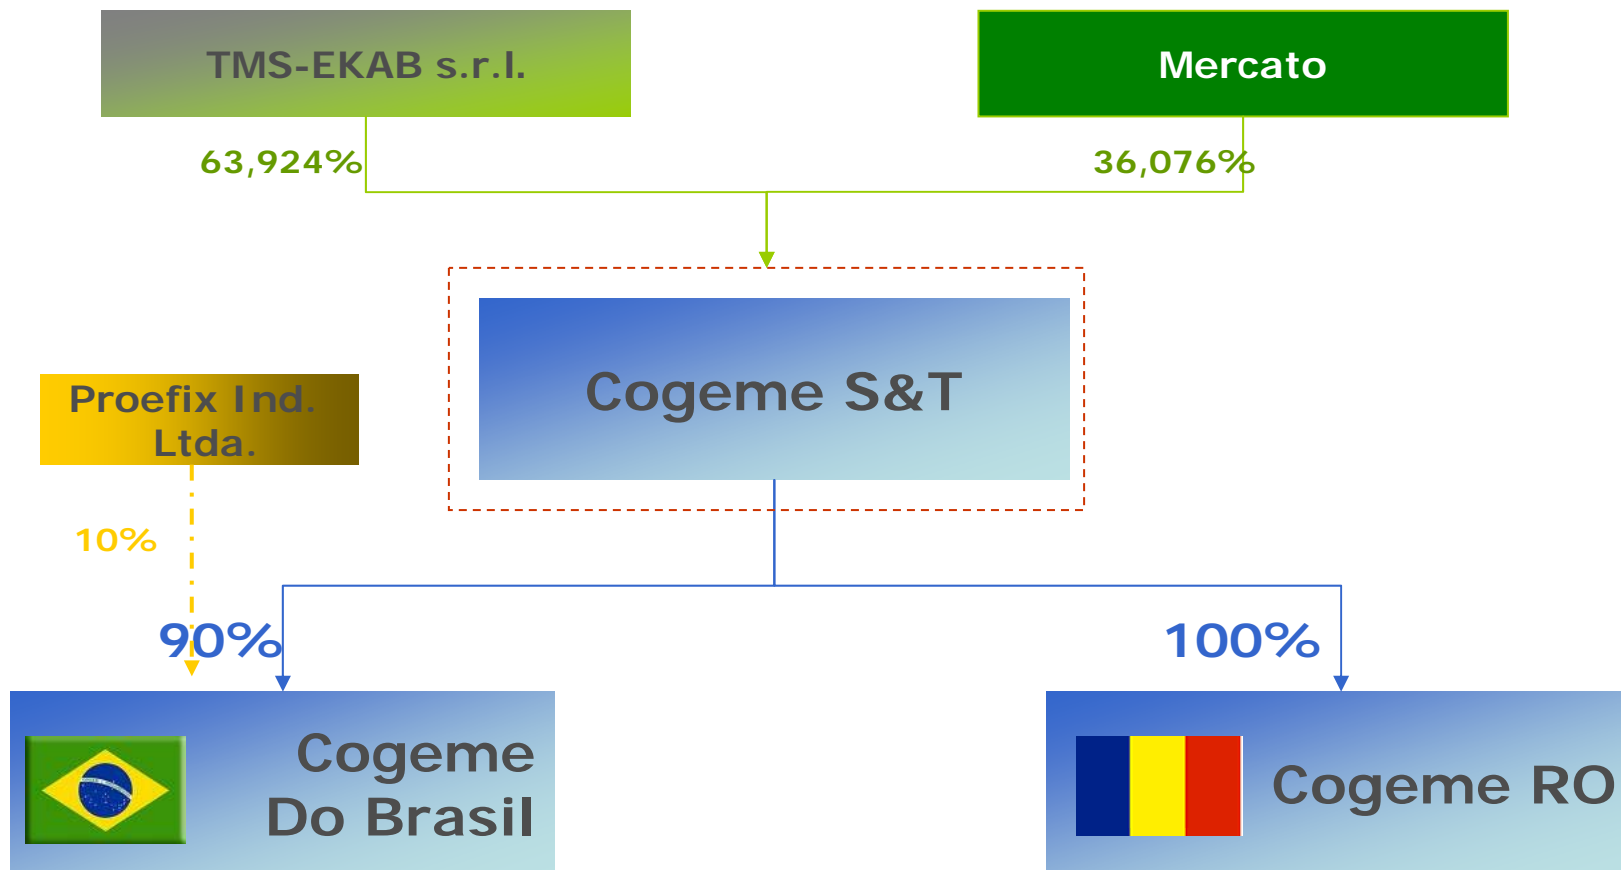 TMS-EKAB s.r.l.
Mercato
63,924%
36,076%
Cogeme S&T
Proefix Ind.
Ltda.
10%
90%
100%
Cogeme
Do Brasil
Cogeme RO